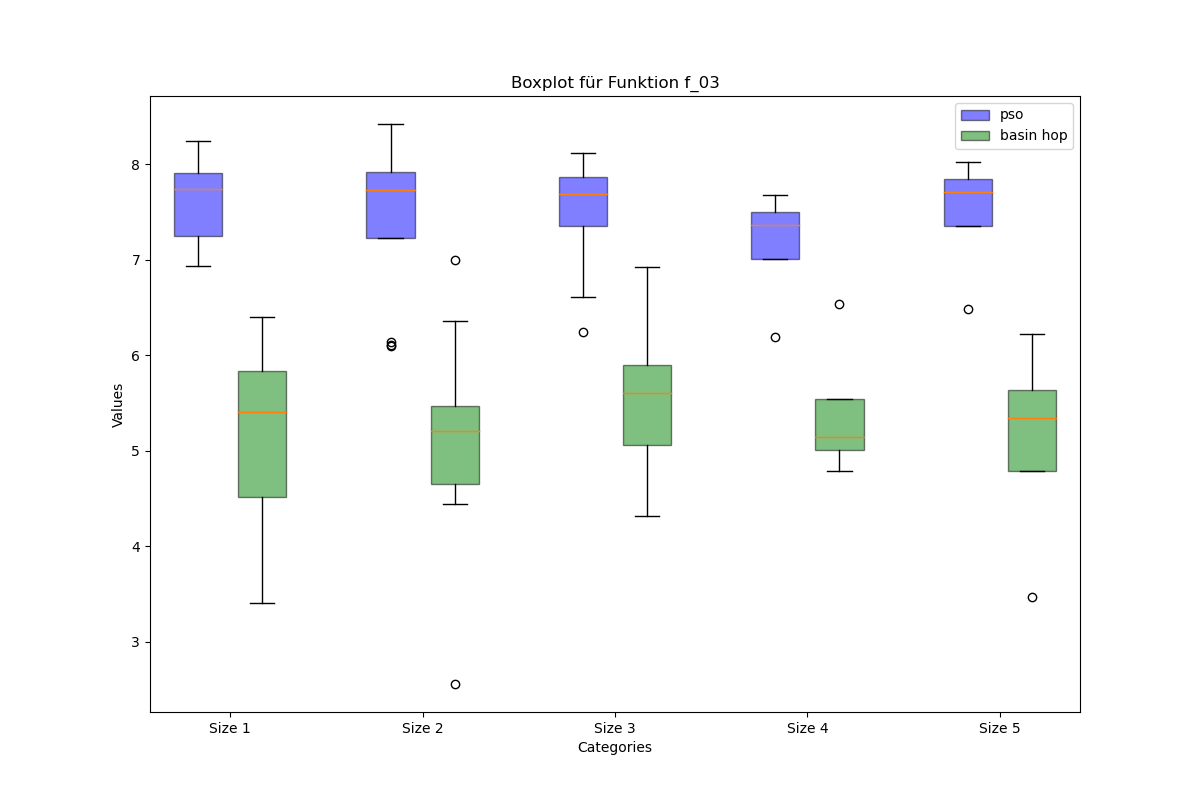 Boxplot für Funktion f_03
pso
basin hop
8
7
6
5
4
3
Values
Size 1
Size 2
Size 3
Size 4
Size 5
Categories